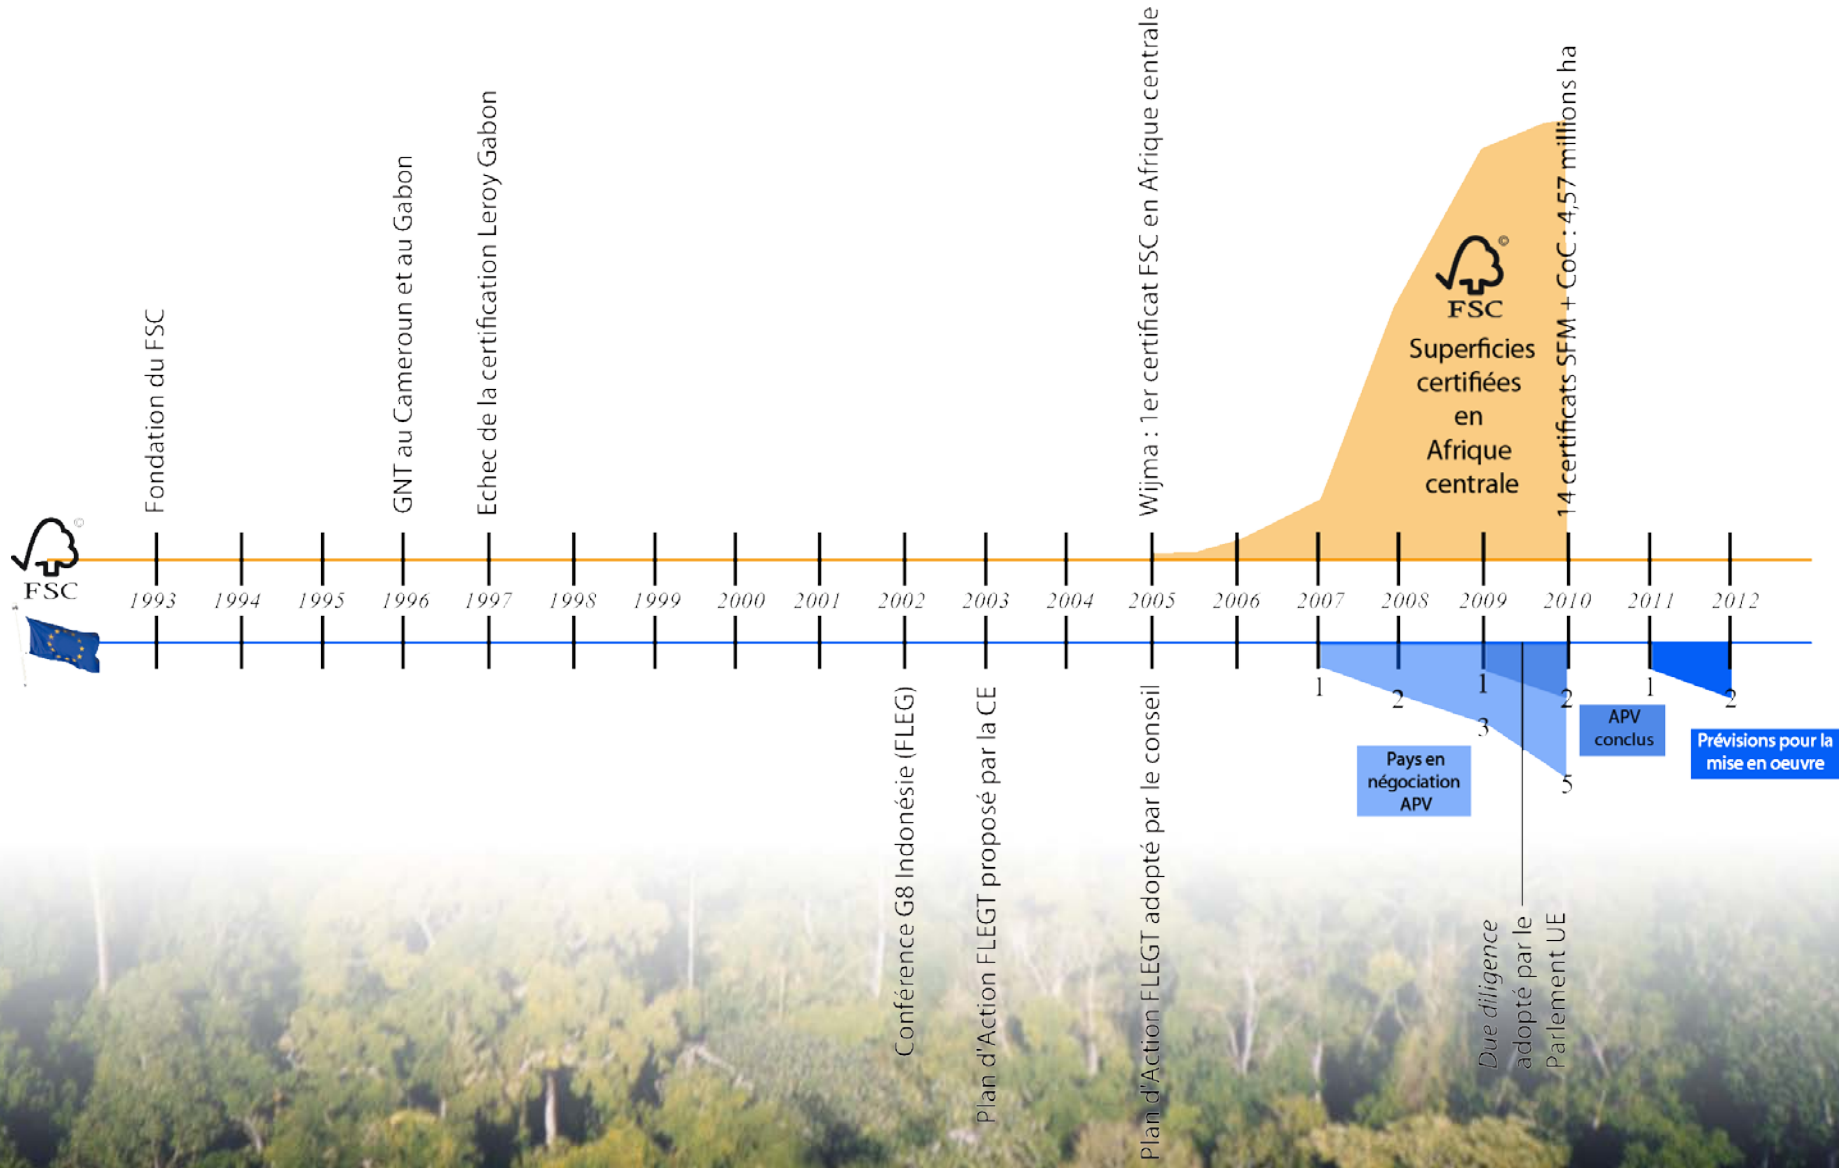 Fondation du FSC
GNT au Cameroun et au Gabon
Echec de la certification Leroy Gabon
Wijma : 1er certificat FSC en Afrique centrale
14 certificats SFM + CoC : 4,57 millions ha
©
FSC
Superficies
certifiées
en
Afrique
centrale
©
FSC
1993 1994 1995 1996 1997 1998 1999 2000 2001 2002 2003 2004 2005 2006 2007 2008 2009 2010 2011 2012
1 2 3 5
1 2
1 2
Pays en
négociation
APV
APV
conclus
Prévisions pour la
mise en oeuvre
Conférence G8 Indonésie (FLEG)
Plan d'Action FLEGT proposé par la CE
Plan d'Action FLEGT adopté par le conseil
Due diligence
adopté par le
Parlement UE